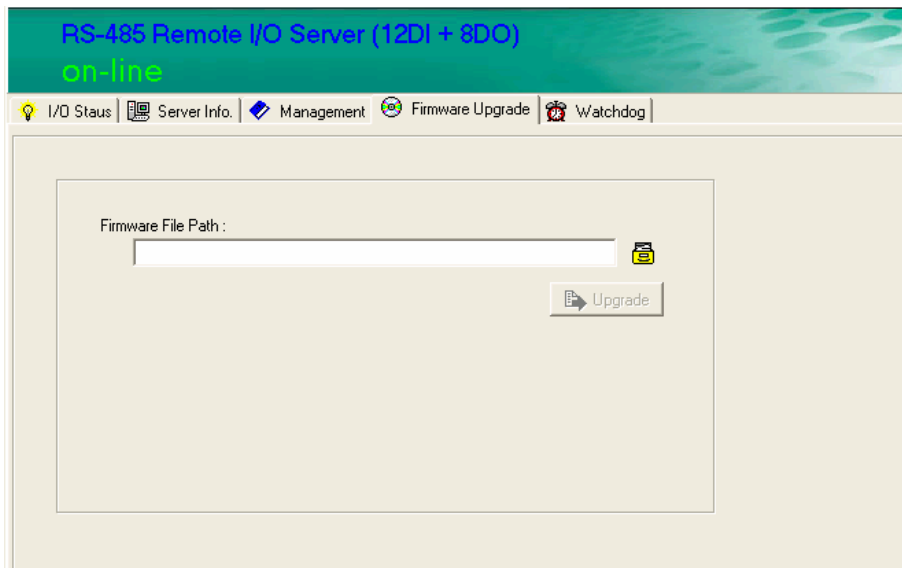 RS-485 Remote I/O Server (12DI + 8DO)
on-line
I/O Staus Server Info. Management Firmware Upgrade Watchdog
Firmware File Path :
Upgrade